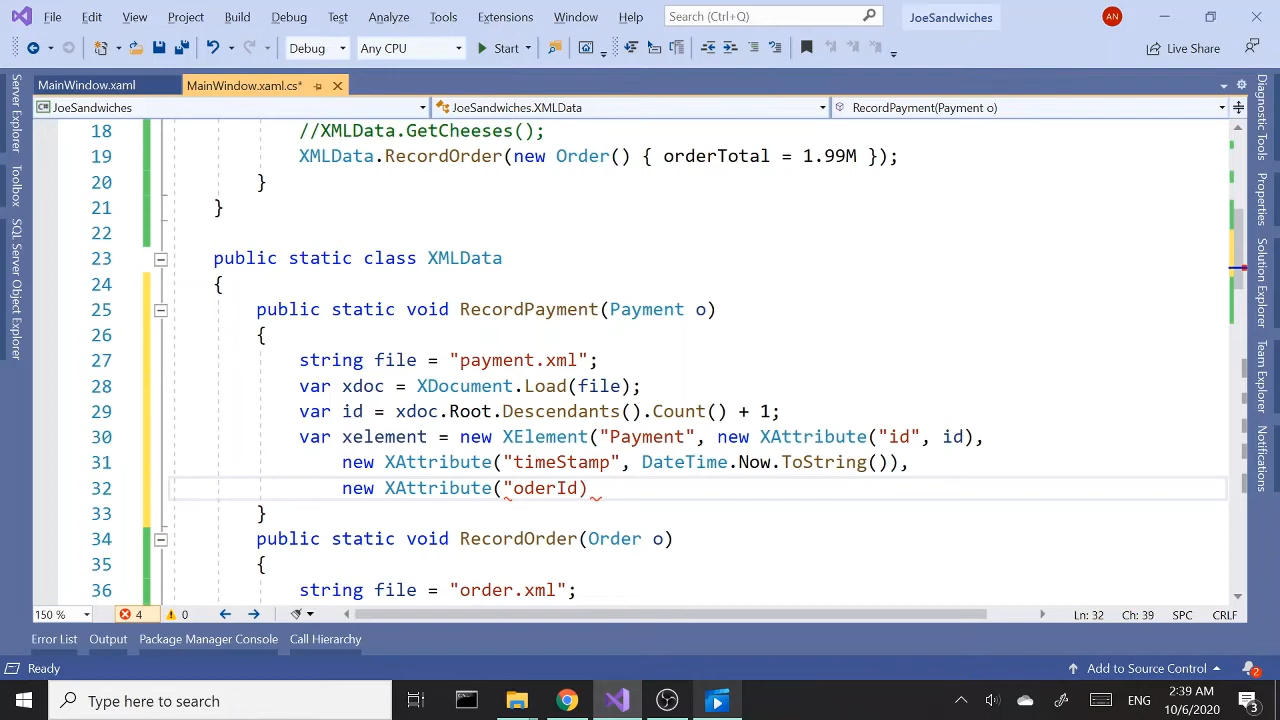 File Edit View Project Build Debug Test Analyze Tools Extensions Window Help Search (Ctrl+Q) JoeSandwiches AN
Debug Any CPU Start Live Share
MainWindow.xaml MainWindow.xaml.cs*
JoeSandwiches JoeSandwiches.XMLData RecordPayment(Payment o)
18 //XMLData.GetCheeses();
19 XMLData.RecordOrder(new Order() { orderTotal = 1.99M });
20 }
21 }
22
23 public static class XMLData
24 {
25 public static void RecordPayment(Payment o)
26 {
27 string file = "payment.xml";
28 var xdoc = XDocument.Load(file);
29 var id = xdoc.Root.Descendants().Count() + 1;
30 var xelement = new XElement("Payment", new XAttribute("id", id),
31 new XAttribute("timeStamp", DateTime.Now.ToString()),
32 new XAttribute("oderId)
33 }
34 public static void RecordOrder(Order o)
35 {
36 string file = "order.xml";
Server Explorer
Toolbox
SQL Server Object Explorer
Diagnostic Tools
Properties
Solution Explorer
Team Explorer
Notifications
150 % 4 0 Ln: 32 Ch: 39 SPC CRLF
Error List Output Package Manager Console Call Hierarchy
Ready Add to Source Control 2
Type here to search ENG :39 AM
10/6/2020 3